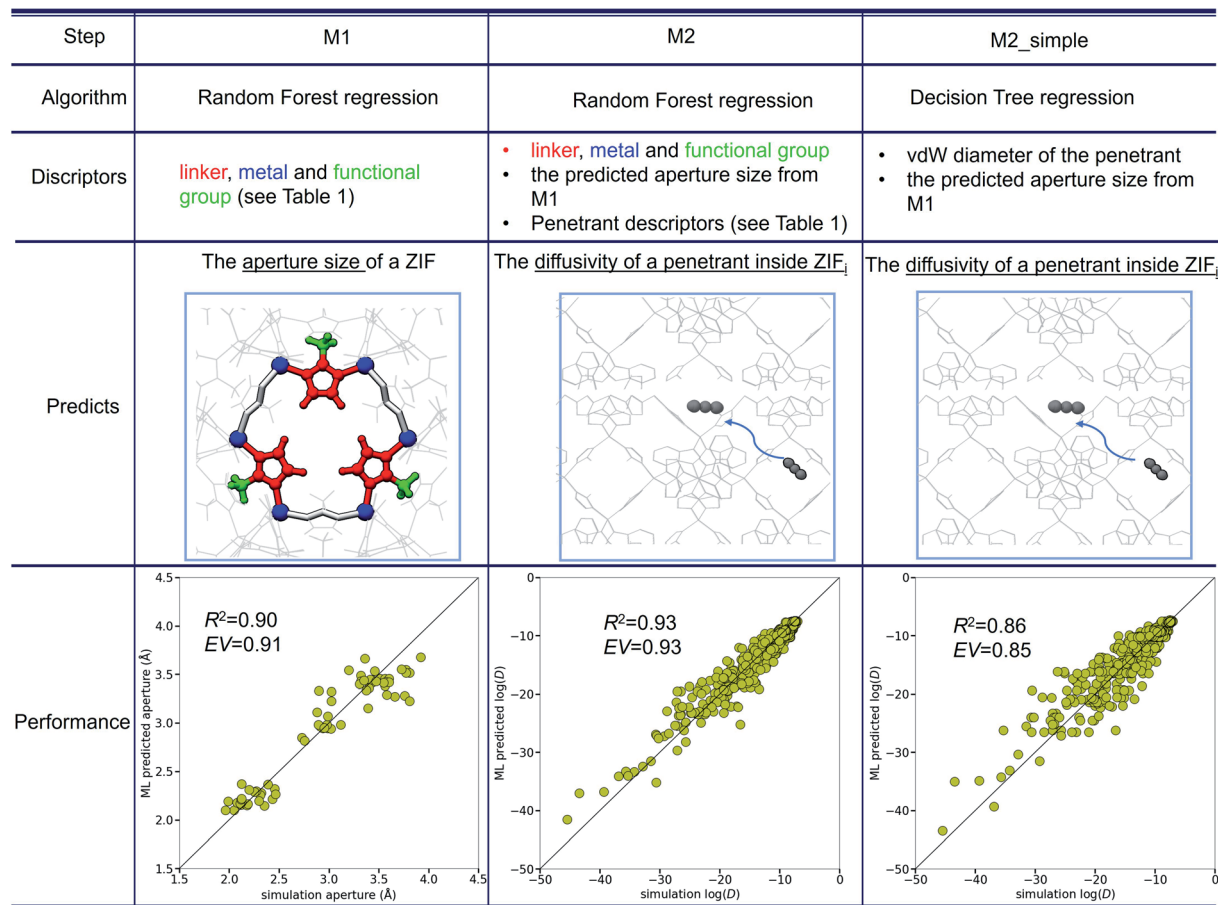 Step
M1
M2
M2_simple
Algorithm
Random Forest regression
Random Forest regression
Decision Tree regression
Discriptors
linker, metal and functional
group (see Table 1)
• linker, metal and functional group
• the predicted aperture size from
M1
• Penetrant descriptors (see Table 1)
• vdW diameter of the penetrant
• the predicted aperture size from
M1
Predicts
The aperture size of a ZIF
The diffusivity of a penetrant inside ZIFi
The diffusivity of a penetrant inside ZIFi
Performance
R²=0.90
EV=0.91
ML predicted aperture (Å)
4.5
4.0
3.5
3.0
2.5
2.0
1.5
1.5 2.0 2.5 3.0 3.5 4.0 4.5
simulation aperture (Å)
R²=0.93
EV=0.93
ML predicted log(D)
0
−10
−20
−30
−40
−50
−50 −40 −30 −20 −10 0
simulation log(D)
R²=0.86
EV=0.85
ML predicted log(D)
0
−10
−20
−30
−40
−50
−50 −40 −30 −20 −10 0
simulation log(D)